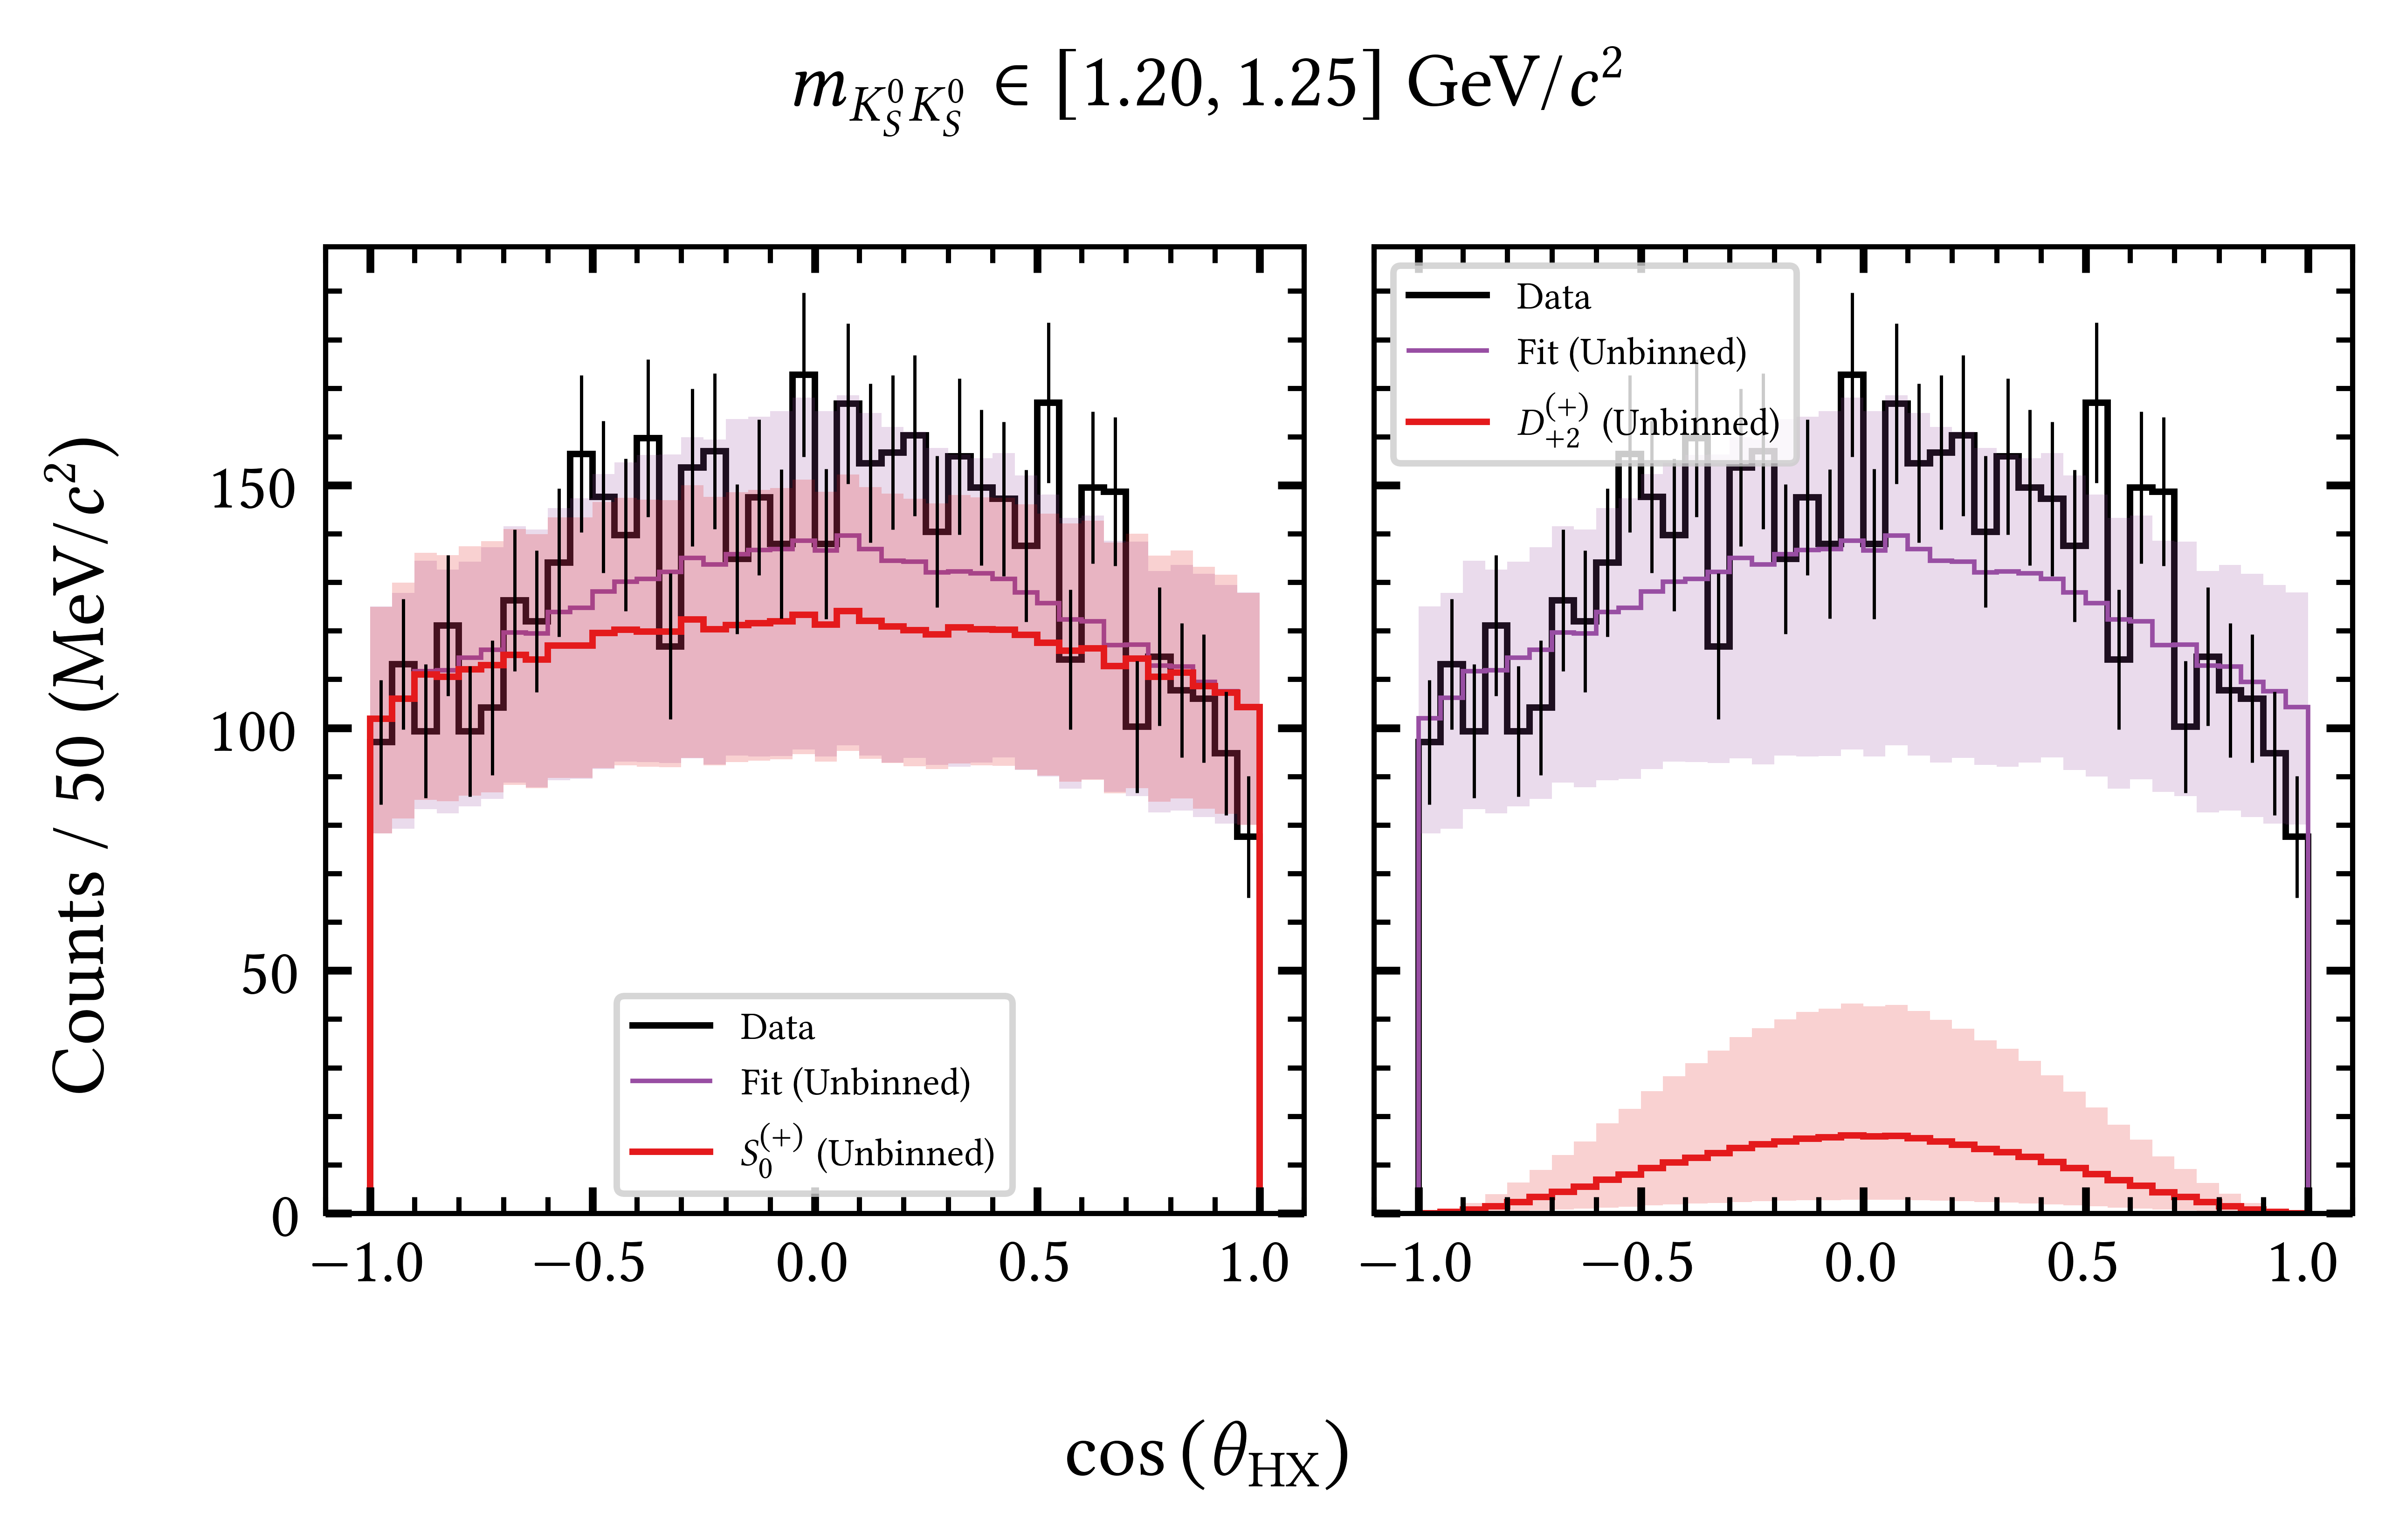 m_{K_S^0 K_S^0} ∈ [1.20, 1.25] GeV/c²
Counts / 50 (MeV/c²)
150
100
50
0
−1.0 −0.5 0.0 0.5 1.0
Data
Fit (Unbinned)
S_0^{(+)} (Unbinned)
Data
Fit (Unbinned)
D_{+2}^{(+)} (Unbinned)
−1.0 −0.5 0.0 0.5 1.0
cos (θ_{HX})